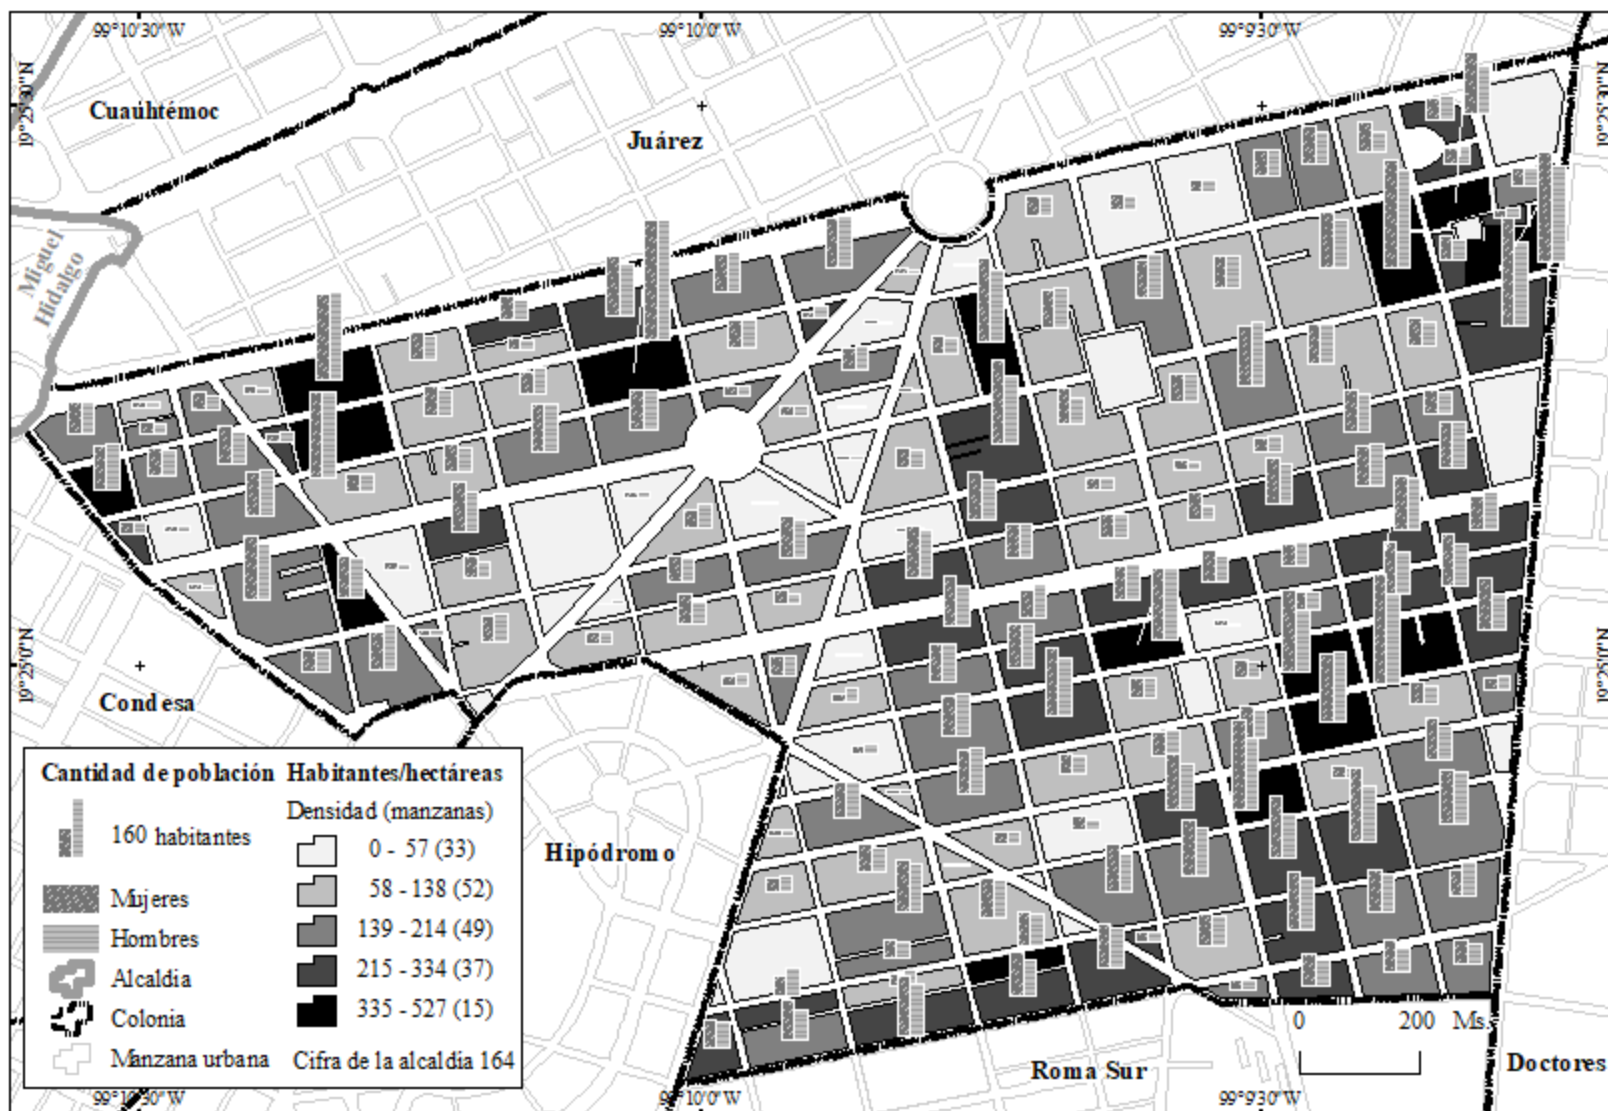 99°10'30"W
99°10'0"W
99°9'30"W
19°25'30"N
19°25'30"N
Cuaúhtémoc
Juárez
Miguel
Hidalgo
19°25'0"N
19°25'0"N
Condesa
Hipódromo
Cantidad de población
160 habitantes
Mujeres
Hombres
Alcaldía
Colonia
Manzana urbana
Habitantes/hectáreas
Densidad (manzanas)
0 - 57 (33)
58 - 138 (52)
139 - 214 (49)
215 - 334 (37)
335 - 527 (15)
Cifra de la alcaldía 164
0 200 Ms.
Roma Sur
Doctores
99°10'30"W
99°10'0"W
99°9'30"W